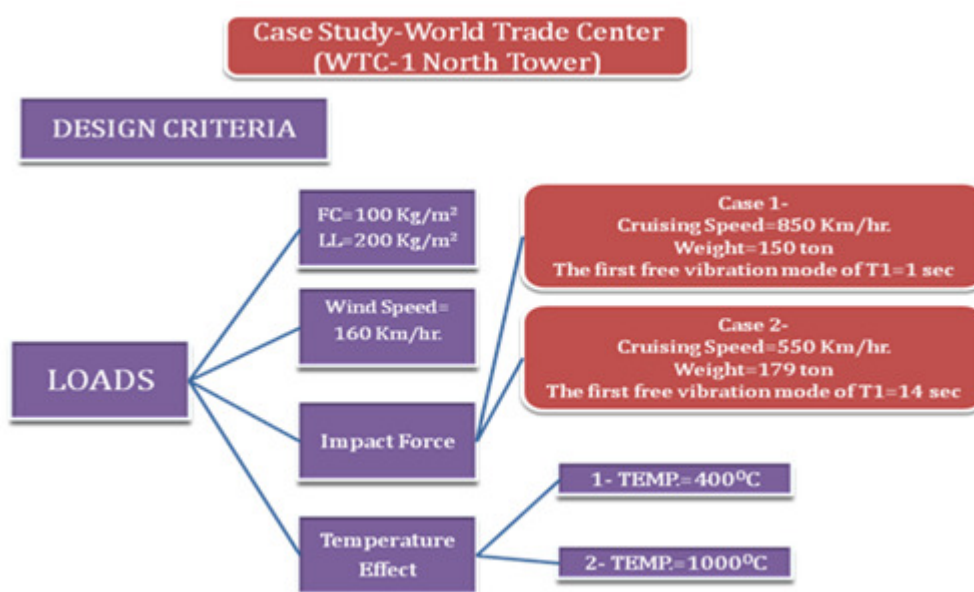 Case Study-World Trade Center
(WTC-1 North Tower)
DESIGN CRITERIA
LOADS
FC=100 Kg/m²
LL=200 Kg/m²
Wind Speed=
160 Km/hr.
Impact Force
Temperature
Effect
Case 1-
Cruising Speed=850 Km/hr.
Weight=150 ton
The first free vibration mode of T1=1 sec
Case 2-
Cruising Speed=550 Km/hr.
Weight=179 ton
The first free vibration mode of T1=14 sec
1- TEMP.=400⁰C
2- TEMP.=1000⁰C